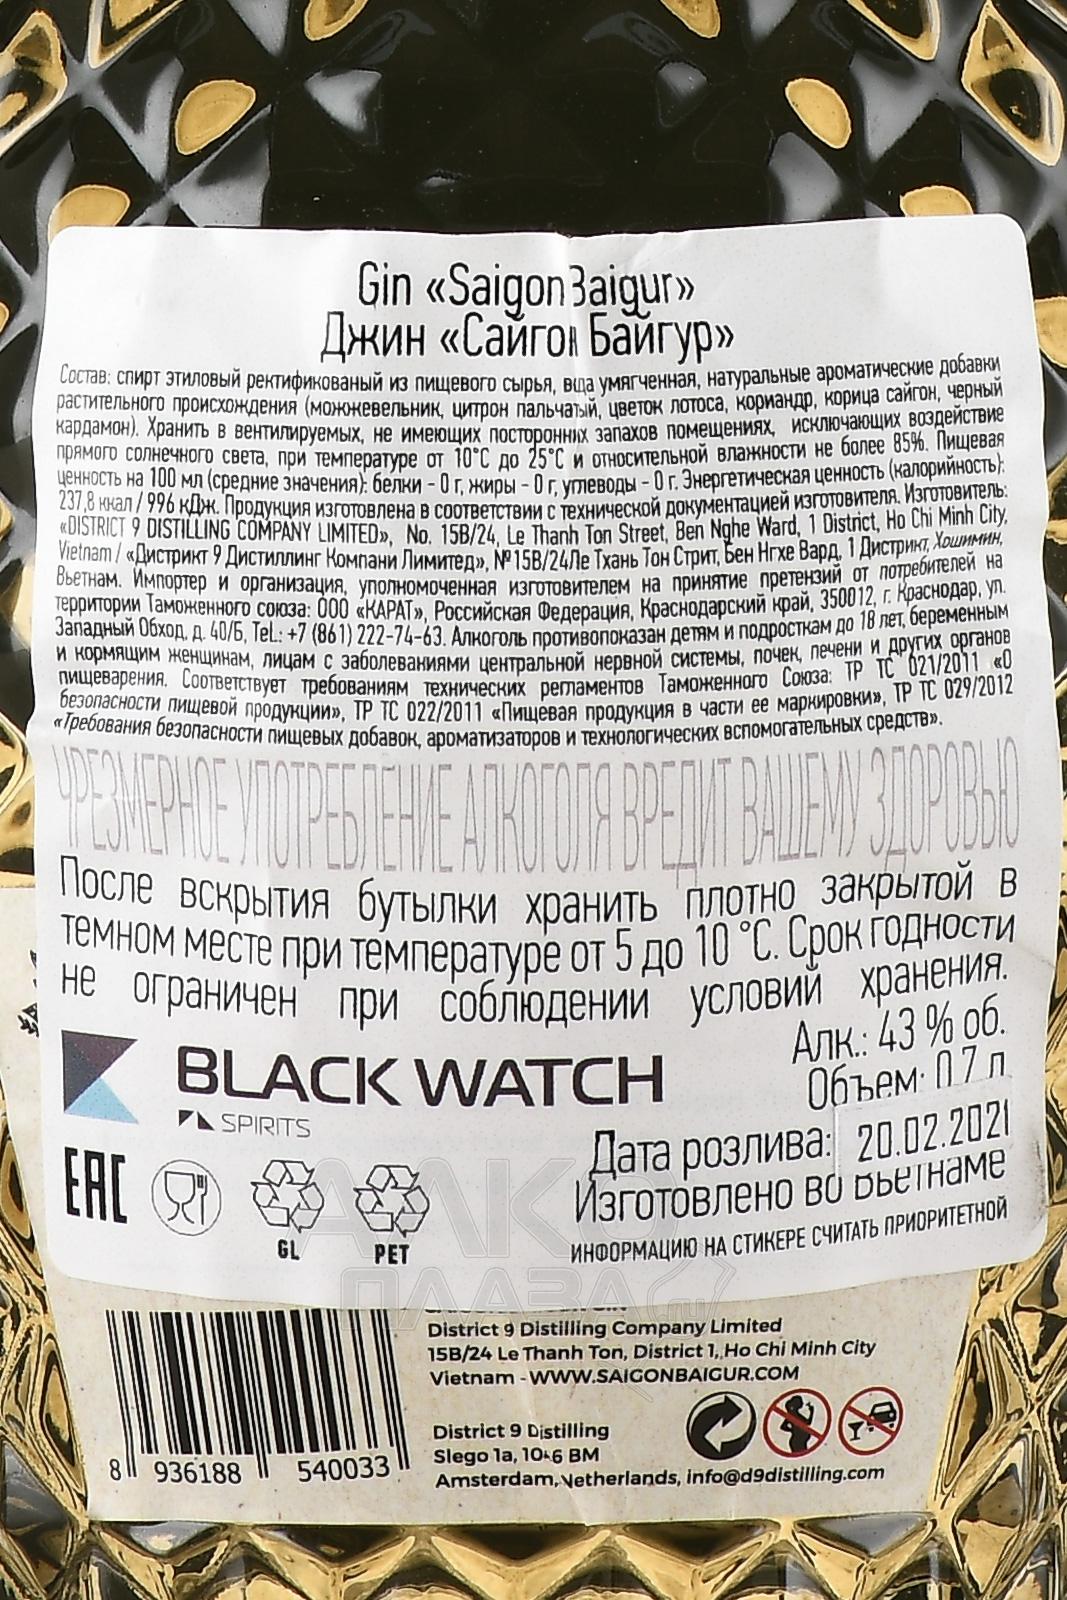 Gin «Saigon Baigur»
Джин «Сайгон Байгур»
Состав: спирт этиловый ректификованый из пищевого сырья, вода умягченная, натуральные ароматические добавки
растительного происхождения (можжевельник, цитрон пальчатый, цветок лотоса, кориандр, корица сайгон, черный
кардамон). Хранить в вентилируемых, не имеющих посторонних запахов помещениях, исключающих воздействие
прямого солнечного света, при температуре от 10°С до 25°С и относительной влажности не более 85%. Пищевая
ценность на 100 мл (средние значения): белки - 0 г, жиры - 0 г, углеводы - 0 г. Энергетическая ценность (калорийность):
237,8 ккал / 996 кДж. Продукция изготовлена в соответствии с технической документацией изготовителя. Изготовитель:
«DISTRICT 9 DISTILLING COMPANY LIMITED», No. 15B/24, Le Thanh Ton Street, Ben Nghe Ward, 1 District, Ho Chi Minh City,
Vietnam / «Дистрикт 9 Дистиллинг Компани Лимитед», №15В/24Ле Тхань Тон Стрит, Бен Нгхе Вард, 1 Дистрикт, Хошимин,
Вьетнам. Импортер и организация, уполномоченная изготовителем на принятие претензий от потребителей на
территории Таможенного союза: ООО «КАРАТ», Российская Федерация, Краснодарский край, 350012, г. Краснодар, ул.
Западный Обход, д. 40/Б, Tel.: +7 (861) 222-74-63. Алкоголь противопоказан детям и подросткам до 18 лет, беременным
и кормящим женщинам, лицам с заболеваниями центральной нервной системы, почек, печени и других органов
пищеварения. Соответствует требованиям технических регламентов Таможенного Союза: ТР ТС 021/2011 «О
безопасности пищевой продукции», ТР ТС 022/2011 «Пищевая продукция в части ее маркировки», ТР ТС 029/2012
«Требования безопасности пищевых добавок, ароматизаторов и технологических вспомогательных средств».
ЧРЕЗМЕРНОЕ УПОТРЕБЛЕНИЕ АЛКОГОЛЯ ВРЕДИТ ВАШЕМУ ЗДОРОВЬЮ
После вскрытия бутылки хранить плотно закрытой в
темном месте при температуре от 5 до 10 °С. Срок годности
не ограничен при соблюдении условий хранения.
Алк.: 43 % об.
Объем: 0,7 л
BLACK WATCH
SPIRITS
Дата розлива: 20.02.2021
Изготовлено во Вьетнаме
ИНФОРМАЦИЮ НА СТИКЕРЕ СЧИТАТЬ ПРИОРИТЕТНОЙ
EAC
GL PET
АЛКО
ПЛАЗА.ru
District 9 Distilling Company Limited
15B/24 Le Thanh Ton, District 1, Ho Chi Minh City
Vietnam - WWW.SAIGONBAIGUR.COM
District 9 Distilling
Slego 1a, 1046 BM
Amsterdam, Netherlands, info@d9distilling.com
8 936188 540033